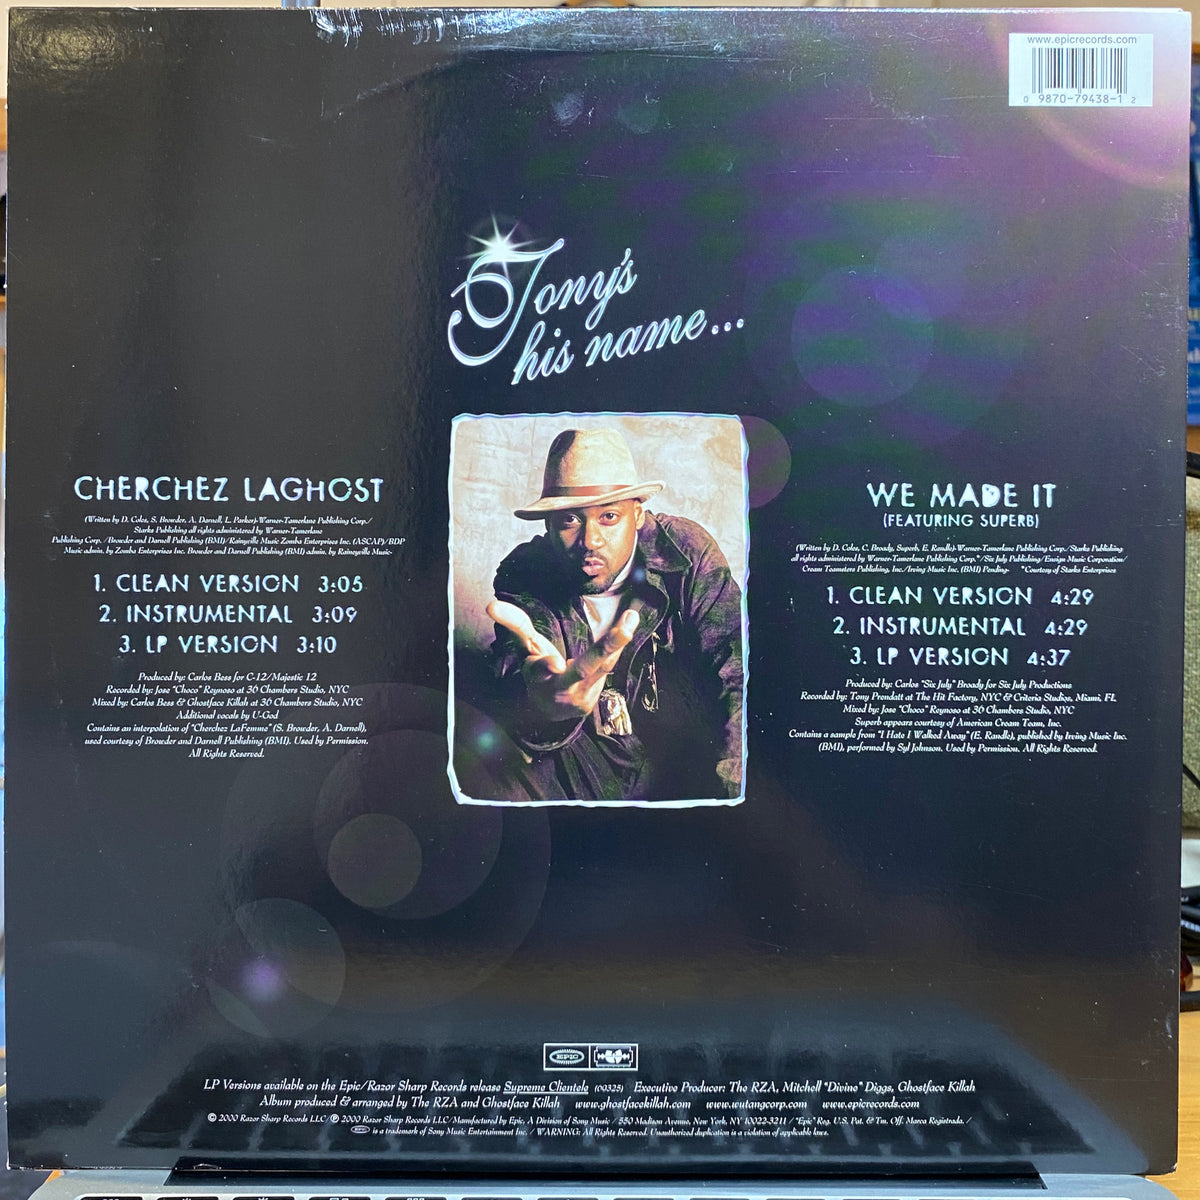 www.epicrecords.com
0 9870-79438-1 2
Tony's
his name...
CHERCHEZ LAGHOST
(Written by D. Coles, S. Browder, A. Darnell, L. Parker)-Warner-Tamerlane Publishing Corp./
Starks Publishing all rights administered by Warner-Tamerlane
Publishing Corp. /Browder and Darnell Publishing (BMI)/Raineyville Music Zomba Enterprises Inc. (ASCAP)/BDP
Music admin. by Zomba Enterprises Inc. Browder and Darnell Publishing (BMI) admin. by Raineyville Music-
1. CLEAN VERSION 3:05
2. INSTRUMENTAL 3:09
3. LP VERSION 3:10
Produced by: Carlos Bess for C-12/Majestic 12
Recorded by: Jose "Choco" Reynoso at 36 Chambers Studio, NYC
Mixed by: Carlos Bess & Ghostface Killah at 36 Chambers Studio, NYC
Additional vocals by U-God
Contains an interpolation of "Cherchez LaFemme" (S. Browder, A. Darnell),
used courtesy of Browder and Darnell Publishing (BMI). Used by Permission.
All Rights Reserved.
WE MADE IT
(FEATURING SUPERB)
(Written by D. Coles, C. Broady, Superb, E. Randle)-Warner-Tamerlane Publishing Corp./Starks Publishing
all rights administered by Warner-Tamerlane Publishing Corp.*/Six July Publishing/Ensign Music Corporation/
Cream Teamsters Publishing, Inc./Irving Music Inc. (BMI) Pending- *Courtesy of Starks Enterprises
1. CLEAN VERSION 4:29
2. INSTRUMENTAL 4:29
3. LP VERSION 4:37
Produced by: Carlos "Six July" Broady for Six July Productions
Recorded by: Tony Prendatt at The Hit Factory, NYC & Criteria Studios, Miami, FL
Mixed by: Jose "Choco" Reynoso at 36 Chambers Studio, NYC
Superb appears courtesy of American Cream Team, Inc.
Contains a sample from "I Hate I Walked Away" (E. Randle), published by Irving Music Inc.
(BMI), performed by Syl Johnson. Used by Permission. All Rights Reserved.
EPIC
LP Versions available on the Epic/Razor Sharp Records release Supreme Clientele (69325) Executive Producer: The RZA, Mitchell "Divine" Diggs, Ghostface Killah
Album produced & arranged by The RZA and Ghostface Killah www.ghostfacekillah.com www.wutangcorp.com www.epicrecords.com
© 2000 Razor Sharp Records LLC/ ℗ 2000 Razor Sharp Records LLC/Manufactured by Epic, A Division of Sony Music / 550 Madison Avenue, New York, NY 10022-3211 / "Epic" Reg. U.S. Pat. & Tm. Off. Marca Registrada. /
EPIC is a trademark of Sony Music Entertainment Inc. / WARNING: All Rights Reserved. Unauthorized duplication is a violation of applicable laws.